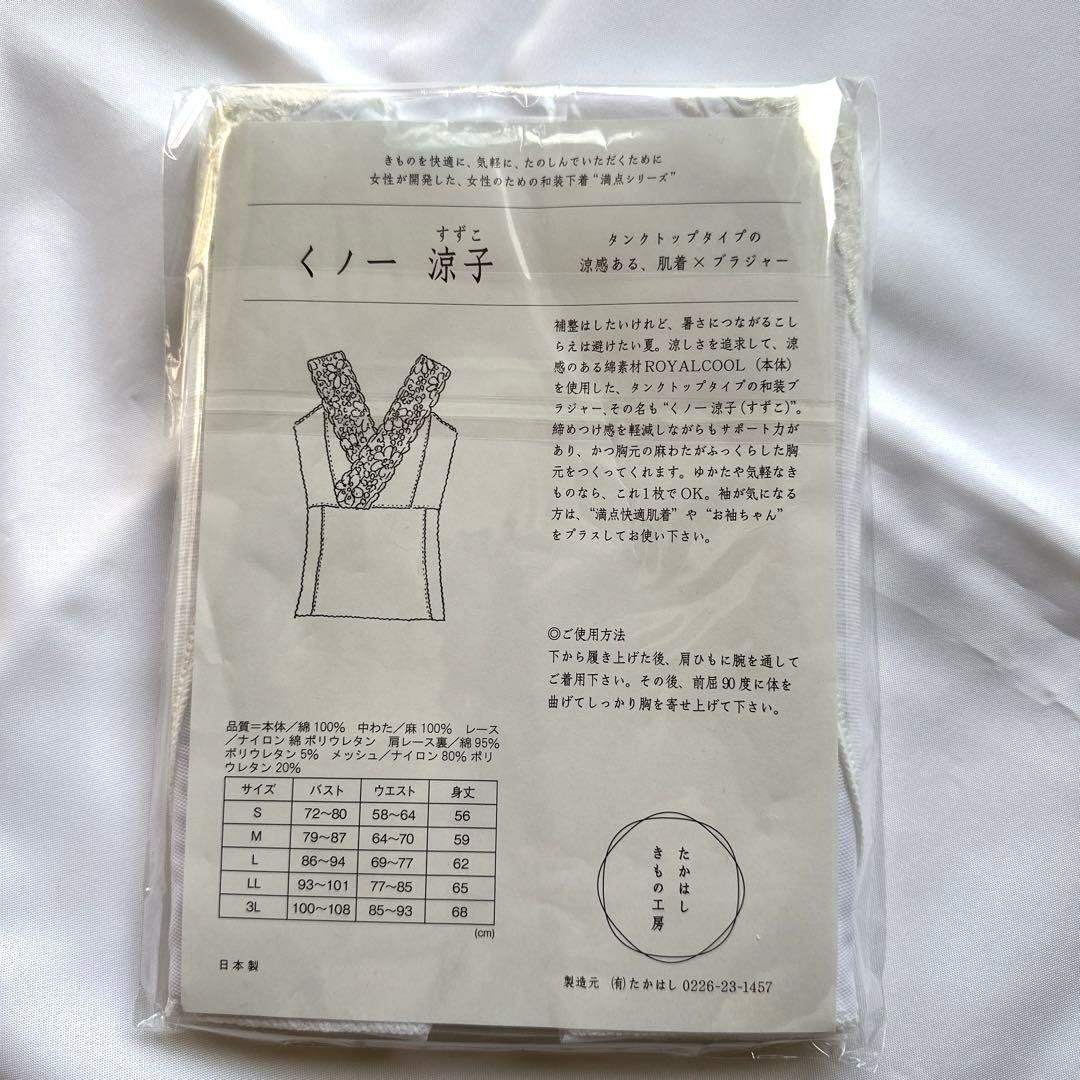 きものを快適に、気軽に、たのしんでいただくために
女性が開発した、女性のための和装下着“満点シリーズ”
すずこ
くノ一 涼子
タンクトップタイプの
涼感ある、肌着×ブラジャー
補整はしたいけれど、暑さにつながるこし
らえは避けたい夏。涼しさを追求して、涼
感のある綿素材ROYALCOOL（本体）
を使用した、タンクトップタイプの和装ブ
ラジャー、その名も“くノ一 涼子（すずこ）”。
締めつけ感を軽減しながらもサポート力が
あり、かつ胸元の麻わたがふっくらした胸
元をつくってくれます。ゆかたや気軽なき
ものなら、これ1枚でOK。袖が気になる
方は、“満点快適肌着”や“お袖ちゃん”
をプラスしてお使い下さい。
◎ご使用方法
下から履き上げた後、肩ひもに腕を通して
ご着用下さい。その後、前屈90度に体を
曲げてしっかり胸を寄せ上げて下さい。
品質＝本体／綿100%　中わた／麻100%　レース
／ナイロン 綿 ポリウレタン　肩レース裏／綿95%
ポリウレタン5%　メッシュ／ナイロン80% ポリ
ウレタン20%
サイズ バスト ウエスト 身丈
S 72〜80 58〜64 56
M 79〜87 64〜70 59
L 86〜94 69〜77 62
LL 93〜101 77〜85 65
3L 100〜108 85〜93 68
(cm)
日本製
たかはし
きもの工房
製造元　(有)たかはし 0226-23-1457